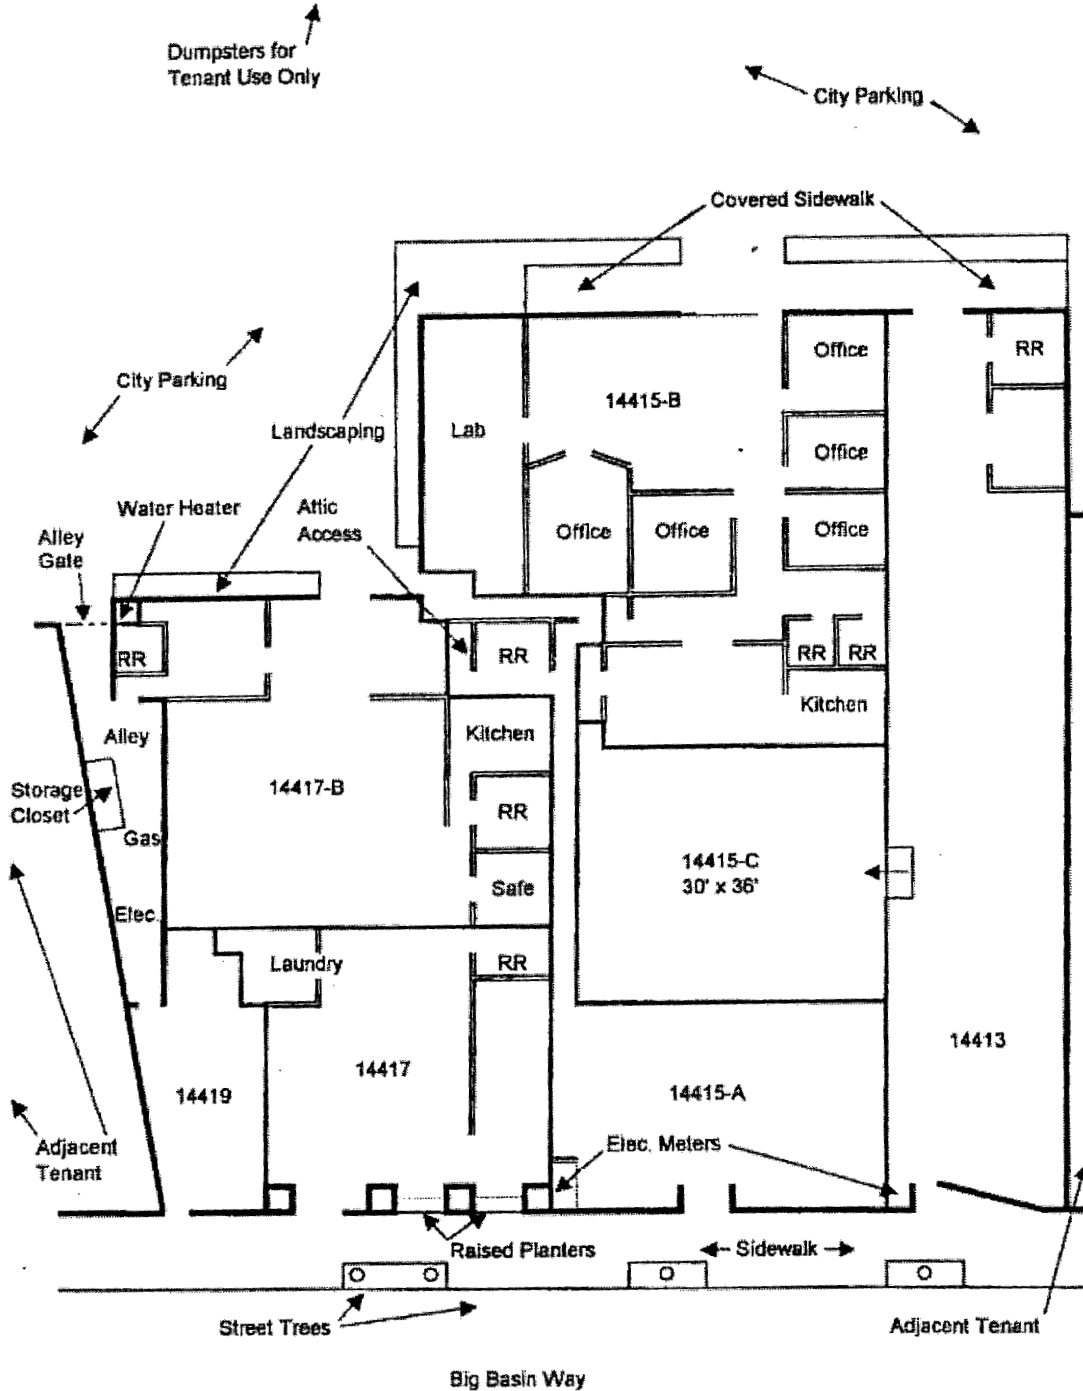 Dumpsters for
Tenant Use Only
City Parking
Covered Sidewalk
City Parking
Landscaping
Office
RR
14415-B
Lab
Office
Water Heater
Attic
Access
Alley
Gate
Office
Office
Office
RR
RR
RR
RR
Kitchen
Alley
Kitchen
Storage
Closet
14417-B
RR
Gas
14415-C
30' x 36'
Safe
Elec.
Laundry
RR
14413
14417
14419
14415-A
Adjacent
Tenant
Elec. Meters
Raised Planters
Sidewalk
Street Trees
Adjacent Tenant
Big Basin Way